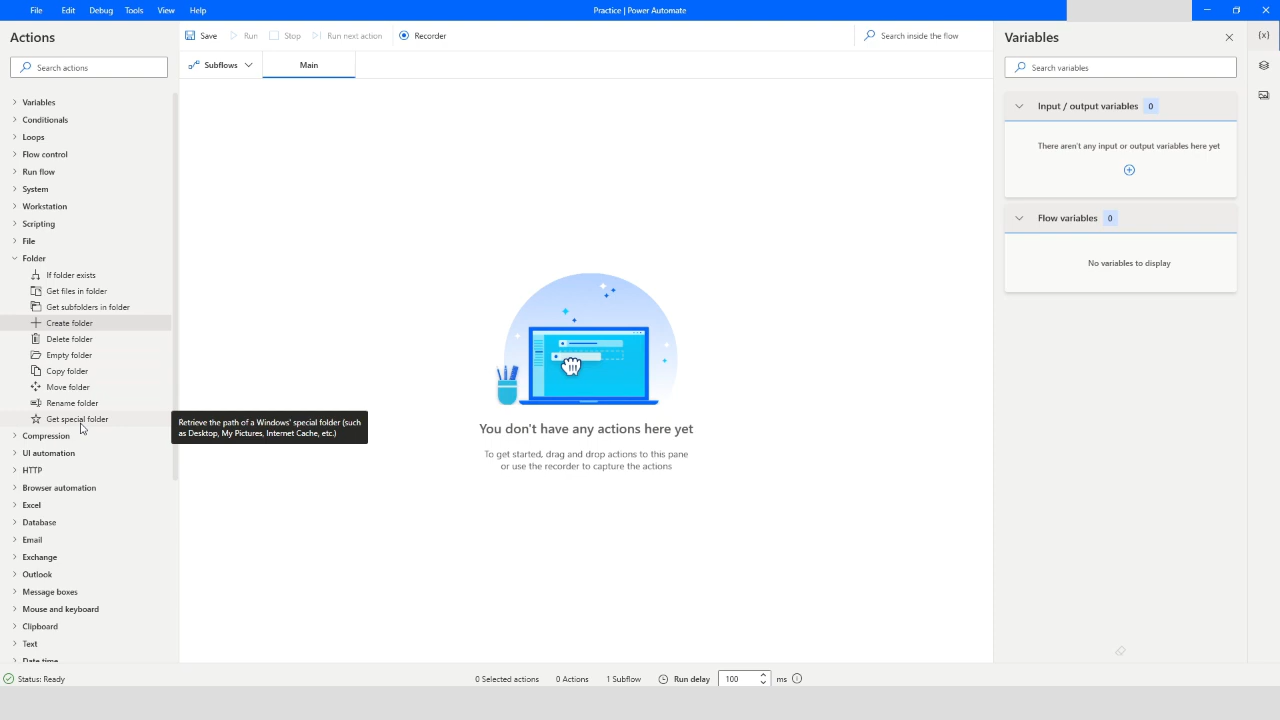 File Edit Debug Tools View Help
Practice | Power Automate
Actions
Search actions
Variables
Conditionals
Loops
Flow control
Run flow
System
Workstation
Scripting
File
Folder
If folder exists
Get files in folder
Get subfolders in folder
Create folder
Delete folder
Empty folder
Copy folder
Move folder
Rename folder
Get special folder
Compression
UI automation
HTTP
Browser automation
Excel
Database
Email
Exchange
Outlook
Message boxes
Mouse and keyboard
Clipboard
Text
Date time
Retrieve the path of a Windows' special folder (such
as Desktop, My Pictures, Internet Cache, etc.)
Save Run Stop Run next action Recorder
Search inside the flow
Subflows Main
You don't have any actions here yet
To get started, drag and drop actions to this pane
or use the recorder to capture the actions
Variables
{x}
Search variables
Input / output variables 0
There aren't any input or output variables here yet
Flow variables 0
No variables to display
Status: Ready
0 Selected actions 0 Actions 1 Subflow Run delay 100 ms